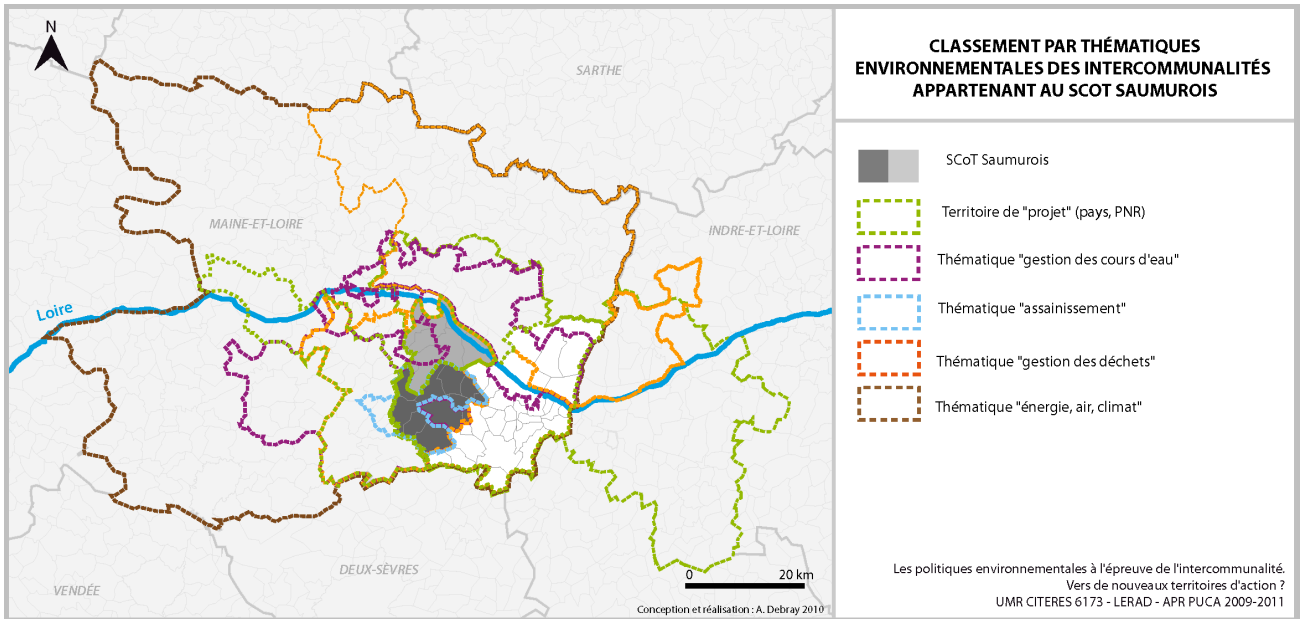 N
SARTHE
MAINE-ET-LOIRE
INDRE-ET-LOIRE
Loire
DEUX-SÈVRES
VENDÉE
0 20 km
Conception et réalisation : A. Debray 2010
CLASSEMENT PAR THÉMATIQUES
ENVIRONNEMENTALES DES INTERCOMMUNALITÉS
APPARTENANT AU SCOT SAUMUROIS
SCoT Saumurois
Territoire de "projet" (pays, PNR)
Thématique "gestion des cours d'eau"
Thématique "assainissement"
Thématique "gestion des déchets"
Thématique "énergie, air, climat"
Les politiques environnementales à l'épreuve de l'intercommunalité.
Vers de nouveaux territoires d'action ?
UMR CITERES 6173 - LERAD - APR PUCA 2009-2011